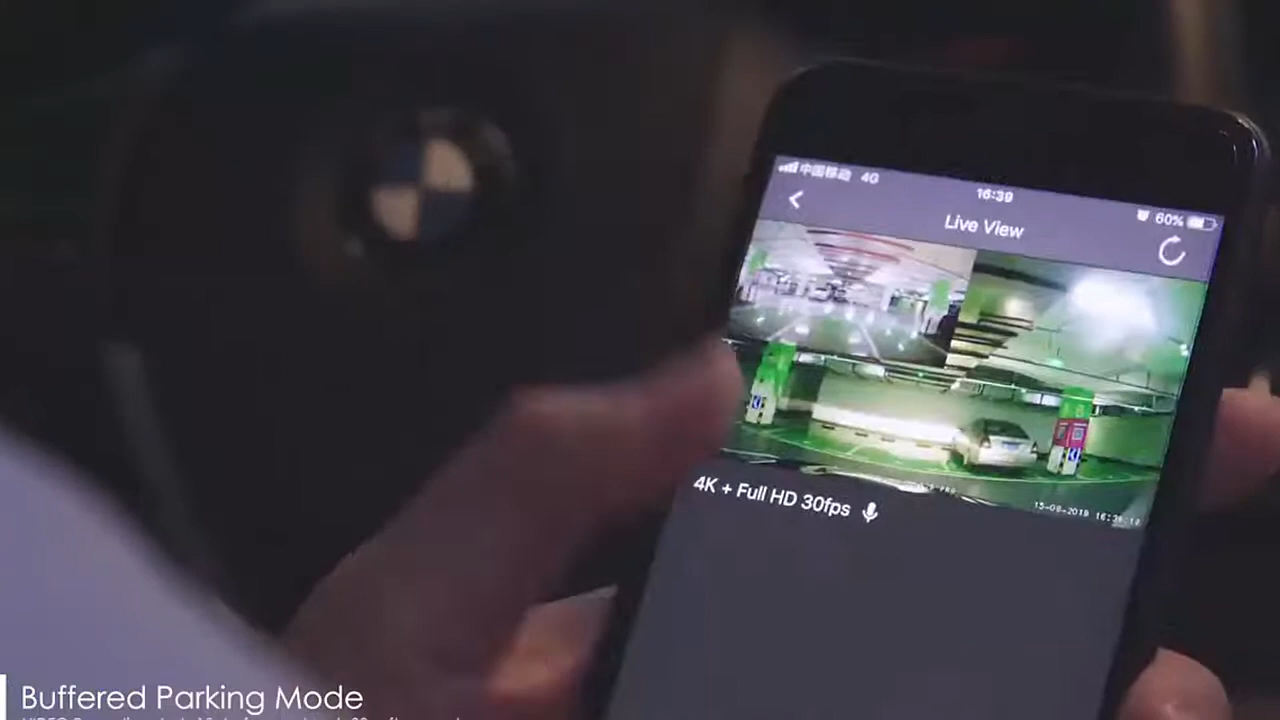 中国移动 4G
16:39
60%
Live View
4K + Full HD 30fps
Buffered Parking Mode